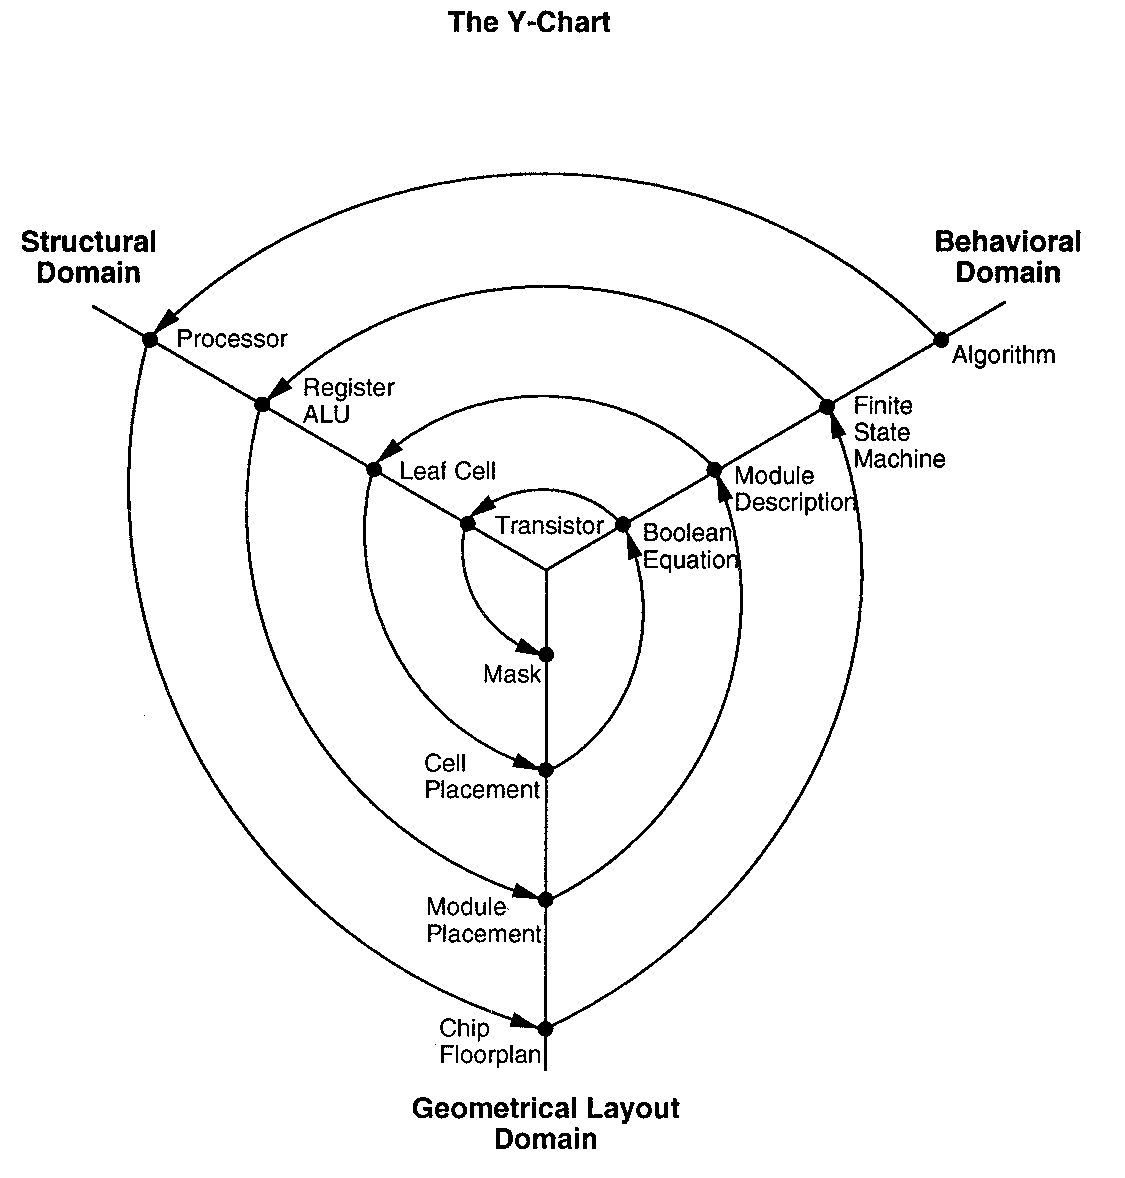 The Y-Chart
Structural
Domain
Behavioral
Domain
Processor
Algorithm
Register
ALU
Finite
State
Machine
Leaf Cell
Module
Description
Transistor
Boolean
Equation
Mask
Cell
Placement
Module
Placement
Chip
Floorplan
Geometrical Layout
Domain